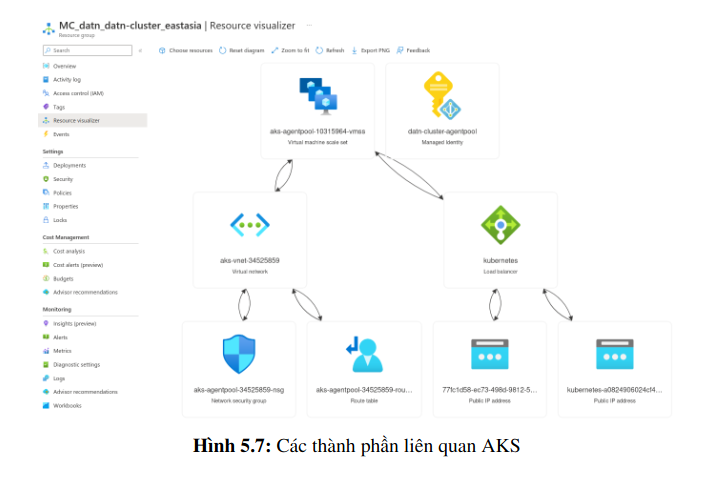 MC_datn_datn-cluster_eastasia | Resource visualizer ...
Resource group
Search
Choose resources Reset diagram Zoom to fit Refresh Export PNG Feedback
Overview
Activity log
Access control (IAM)
Tags
Resource visualizer
Events
Settings
Deployments
Security
Policies
Properties
Locks
Cost Management
Cost analysis
Cost alerts (preview)
Budgets
Advisor recommendations
Monitoring
Insights (preview)
Alerts
Metrics
Diagnostic settings
Logs
Advisor recommendations
Workbooks
aks-agentpool-10315964-vmss
Virtual machine scale set
datn-cluster-agentpool
Managed Identity
aks-vnet-34525859
Virtual network
kubernetes
Load balancer
aks-agentpool-34525859-nsg
Network security group
aks-agentpool-34525859-rou...
Route table
77fc1d58-ec73-498d-9812-5...
Public IP address
kubernetes-a0824906024cf4...
Public IP address
Hình 5.7: Các thành phần liên quan AKS